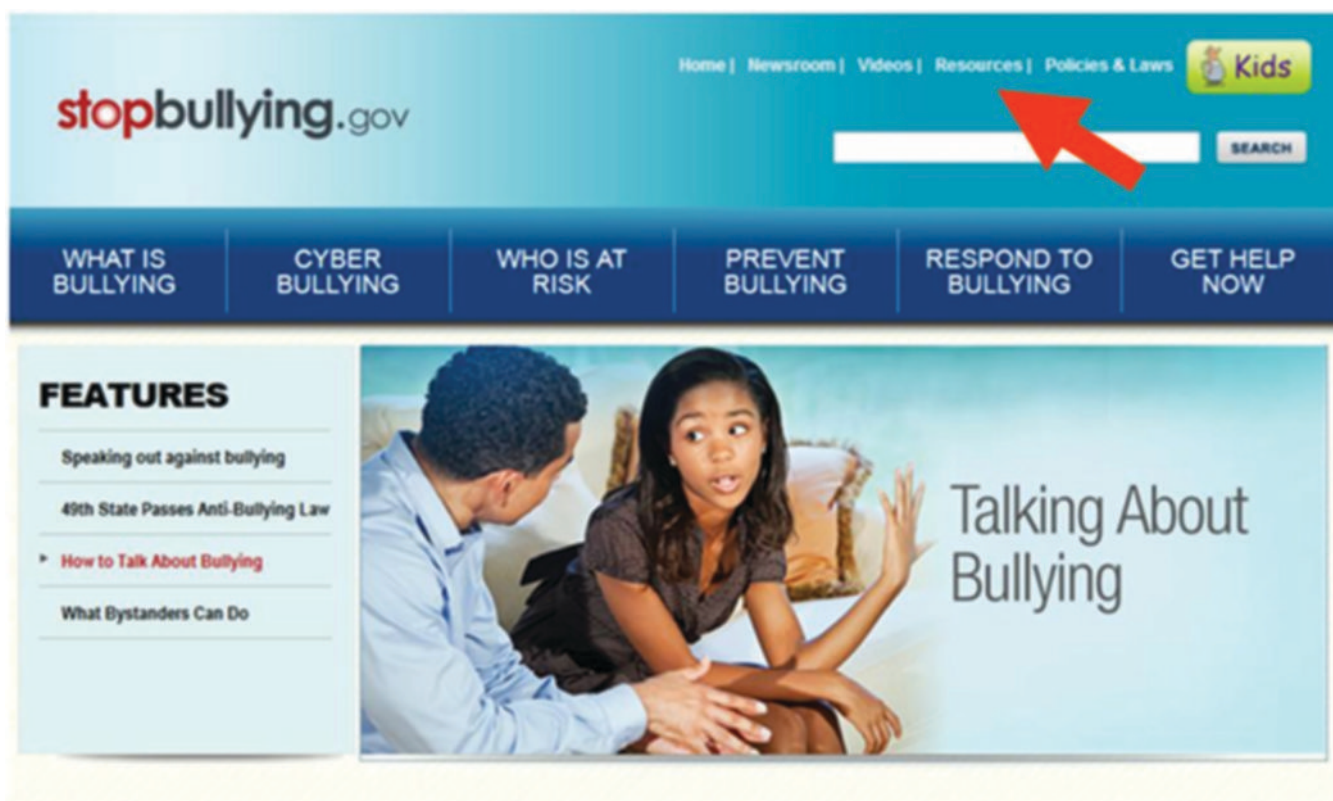 Home | Newsroom | Videos | Resources | Policies & Laws
Kids
stopbullying.gov
SEARCH
WHAT IS
BULLYING
CYBER
BULLYING
WHO IS AT
RISK
PREVENT
BULLYING
RESPOND TO
BULLYING
GET HELP
NOW
FEATURES
Speaking out against bullying
49th State Passes Anti-Bullying Law
How to Talk About Bullying
What Bystanders Can Do
Talking About
Bullying